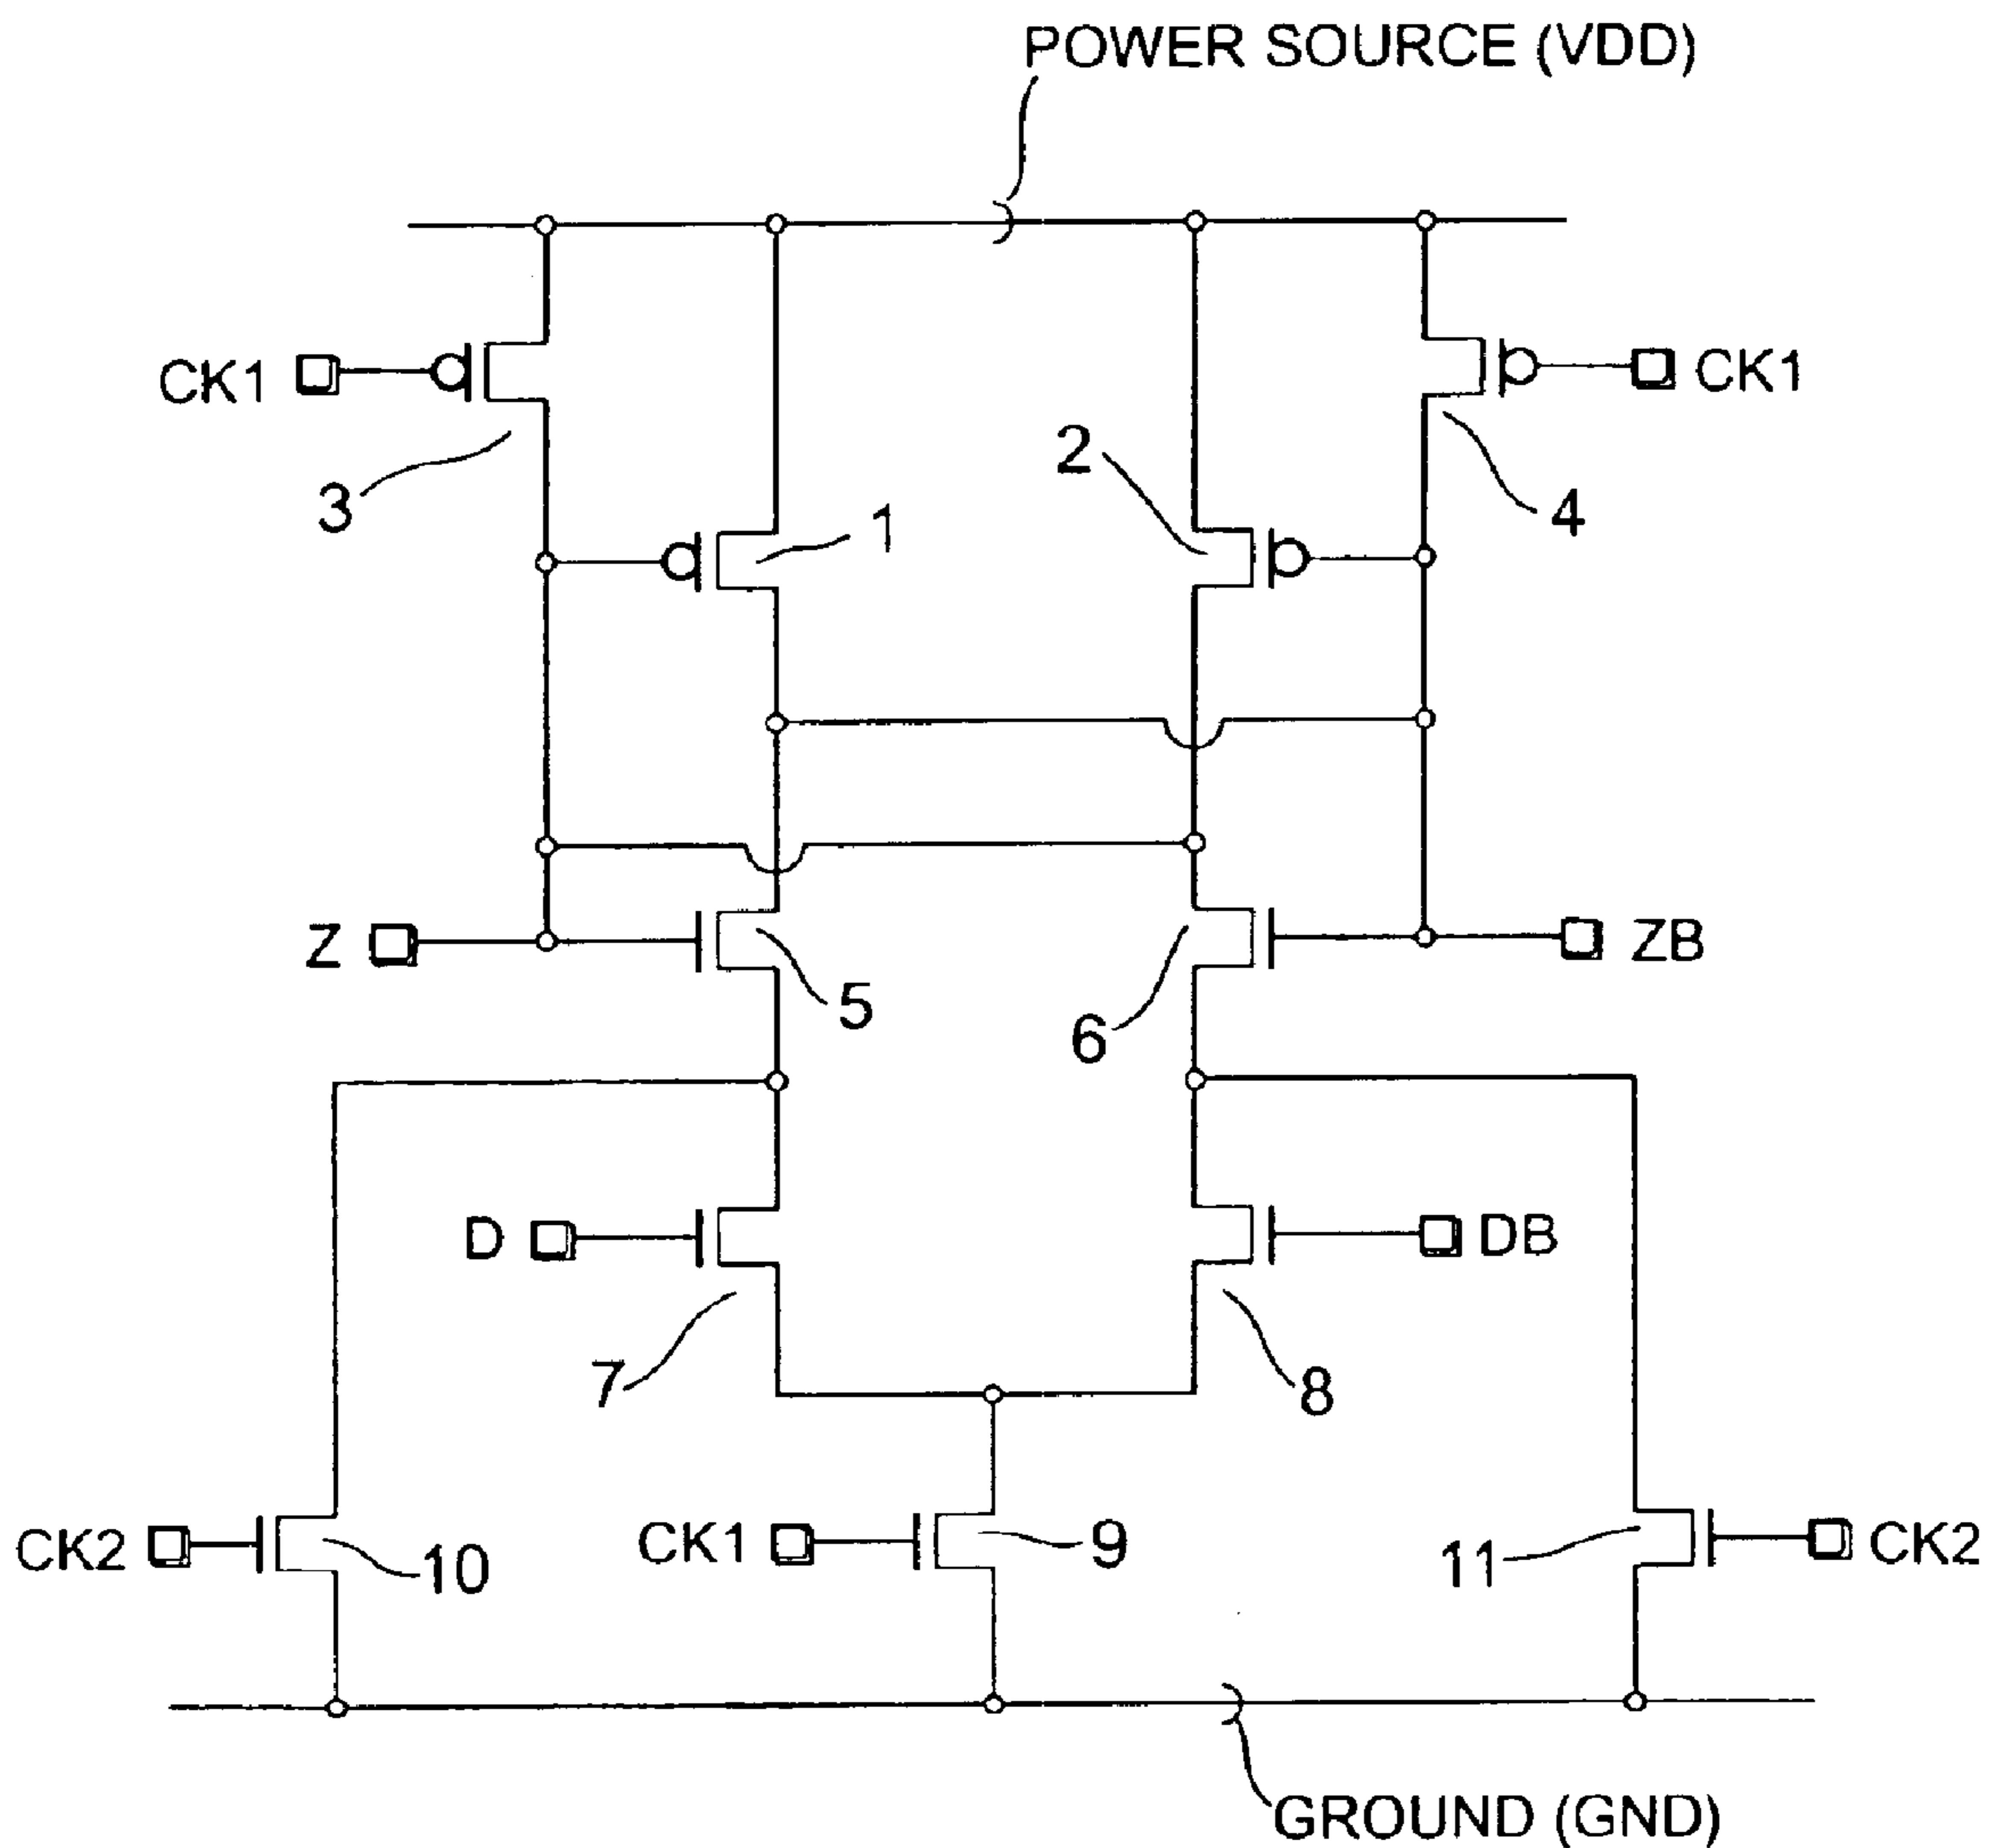 POWER SOURCE (VDD)
CK1
CK1
3
1
2
4
Z
5
6
ZB
D
DB
7
8
CK2
10
CK1
9
11
CK2
GROUND (GND)